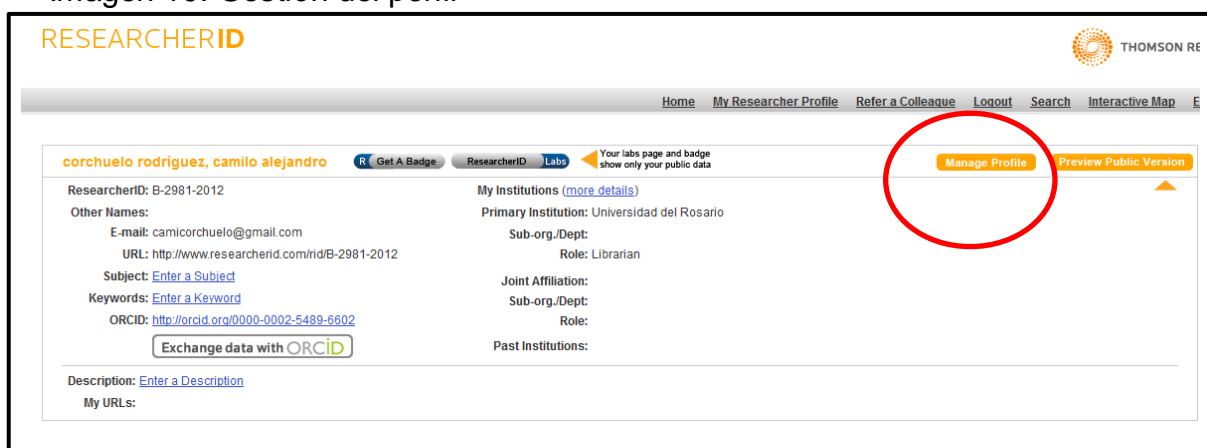 RESEARCHERID
THOMSON RE
Home My Researcher Profile Refer a Colleague Logout Search Interactive Map E
corchuelo rodriguez, camilo alejandro R Get A Badge ResearcherID Labs Your labs page and badge
show only your public data
Manage Profile Preview Public Version
ResearcherID: B-2981-2012
Other Names:
E-mail: camicorchuelo@gmail.com
URL: http://www.researcherid.com/rid/B-2981-2012
Subject: Enter a Subject
Keywords: Enter a Keyword
ORCID: http://orcid.org/0000-0002-5489-6602
Exchange data with ORCID
My Institutions (more details)
Primary Institution: Universidad del Rosario
Sub-org./Dept:
Role: Librarian
Joint Affiliation:
Sub-org./Dept:
Role:
Past Institutions:
Description: Enter a Description
My URLs: